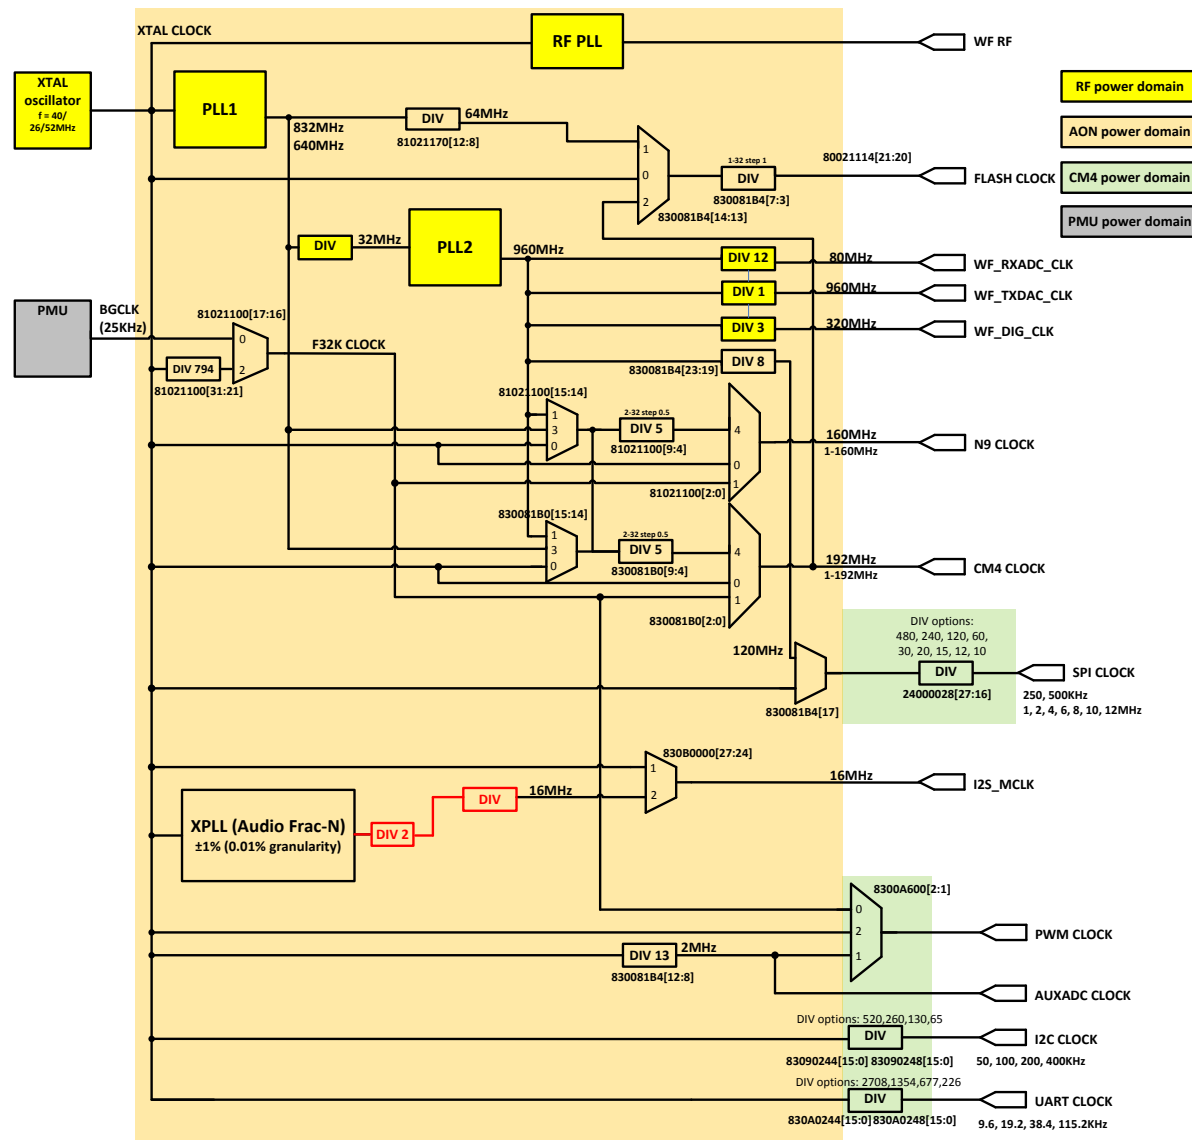 XTAL CLOCK
RF PLL
WF RF
XTAL
oscillator
f = 40/
26/52MHz
PLL1
832MHz
640MHz
DIV
64MHz
81021170[12:8]
1
0
2
830081B4[14:13]
1-32 step 1
DIV
830081B4[7:3]
80021114[21:20]
FLASH CLOCK
RF power domain
AON power domain
CM4 power domain
PMU power domain
DIV
32MHz
PLL2
960MHz
DIV 12
80MHz
WF_RXADC_CLK
DIV 1
960MHz
WF_TXDAC_CLK
DIV 3
320MHz
WF_DIG_CLK
DIV 8
830081B4[23:19]
PMU
BGCLK
(25KHz)
81021100[17:16]
0
2
F32K CLOCK
DIV 794
81021100[31:21]
81021100[15:14]
1
3
0
2-32 step 0.5
DIV 5
81021100[9:4]
4
0
1
81021100[2:0]
160MHz
1-160MHz
N9 CLOCK
830081B0[15:14]
1
3
0
2-32 step 0.5
DIV 5
830081B0[9:4]
4
0
1
830081B0[2:0]
192MHz
1-192MHz
CM4 CLOCK
120MHz
830081B4[17]
DIV options:
480, 240, 120, 60,
30, 20, 15, 12, 10
DIV
24000028[27:16]
SPI CLOCK
250, 500KHz
1, 2, 4, 6, 8, 10, 12MHz
830B0000[27:24]
1
2
16MHz
I2S_MCLK
XPLL (Audio Frac-N)
±1% (0.01% granularity)
DIV 2
DIV
16MHz
8300A600[2:1]
0
2
1
PWM CLOCK
DIV 13
2MHz
830081B4[12:8]
AUXADC CLOCK
DIV options: 520,260,130,65
DIV
83090244[15:0] 83090248[15:0]
I2C CLOCK
50, 100, 200, 400KHz
DIV options: 2708,1354,677,226
DIV
830A0244[15:0] 830A0248[15:0]
UART CLOCK
9.6, 19.2, 38.4, 115.2KHz